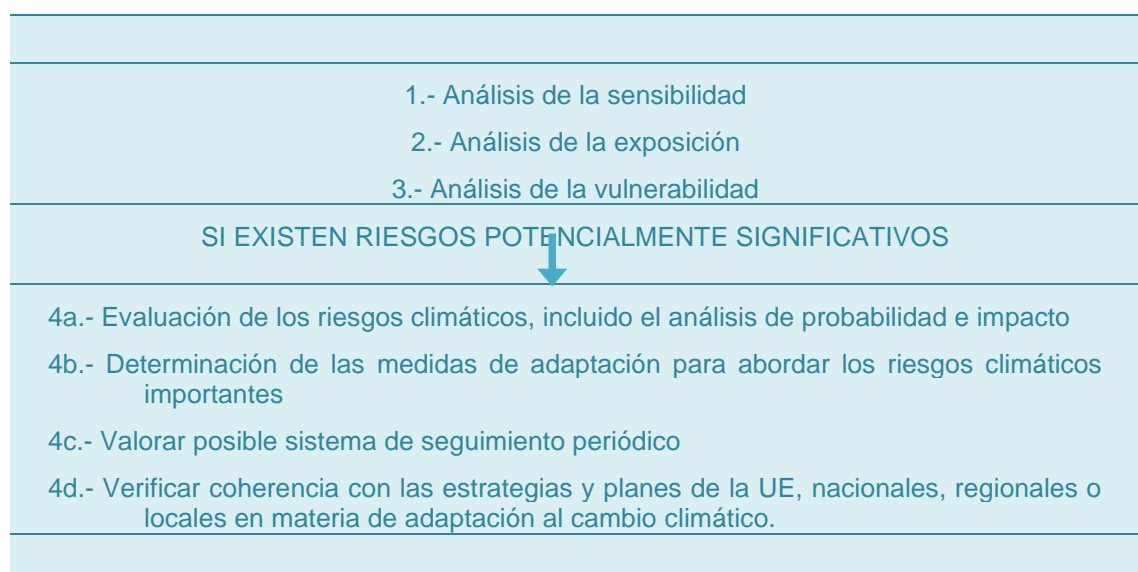 1.- Análisis de la sensibilidad
2.- Análisis de la exposición
3.- Análisis de la vulnerabilidad
SI EXISTEN RIESGOS POTENCIALMENTE SIGNIFICATIVOS
4a.- Evaluación de los riesgos climáticos, incluido el análisis de probabilidad e impacto
4b.- Determinación de las medidas de adaptación para abordar los riesgos climáticos
importantes
4c.- Valorar posible sistema de seguimiento periódico
4d.- Verificar coherencia con las estrategias y planes de la UE, nacionales, regionales o
locales en materia de adaptación al cambio climático.